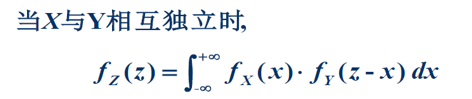 当X与Y相互独立时,
f_Z(z) = ∫_{-∞}^{+∞} f_X(x) · f_Y(z - x) dx